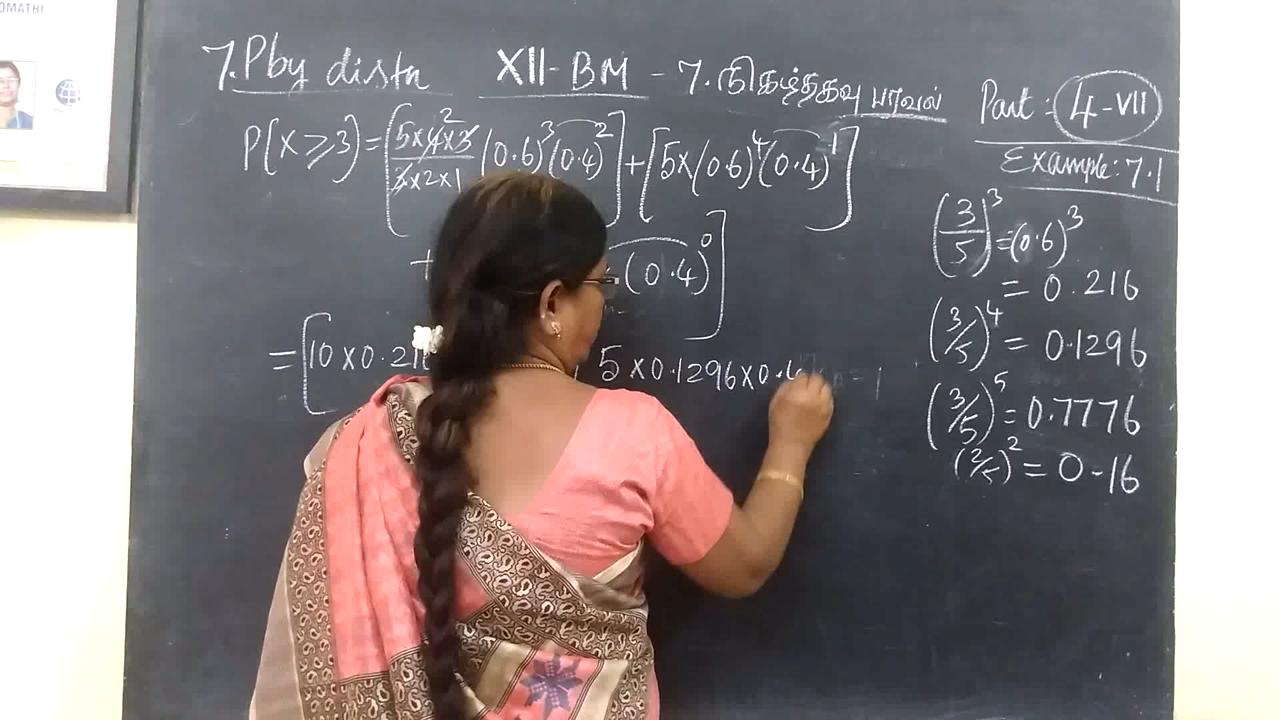 OMATHI
7. Pby distn XII-BM - 7. நிகழ்தகவு பரவல் Part: 4-VII
Example: 7.1
P(X ≥ 3) = [5×4×3/3×2×1 2 (0.6)^3 (0.4)^2] + [5×(0.6)^4 (0.4)^1]
+ (0.4)^0]
= [10 × 0.21 5 × 0.1296 × 0.4
(3/5)^3 = (0.6)^3
= 0.216
(3/5)^4 = 0.1296
(3/5)^5 = 0.7776
(2/5)^2 = 0.16